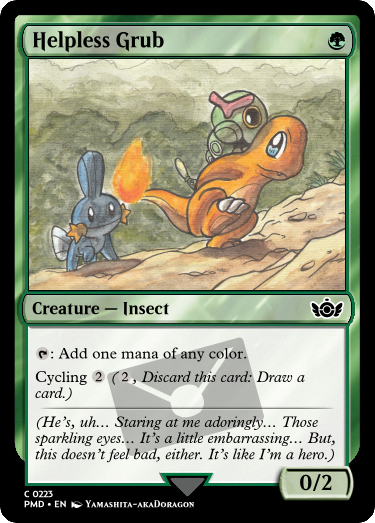 Helpless Grub
Creature — Insect
: Add one mana of any color.
Cycling 2 ( 2 , Discard this card: Draw a
card.)
(He's, uh... Staring at me adoringly... Those
sparkling eyes... It's a little embarrassing... But,
this doesn't feel bad, either. It's like I'm a hero.)
0/2
C 0223
PMD • EN Yamashita-akaDoragon